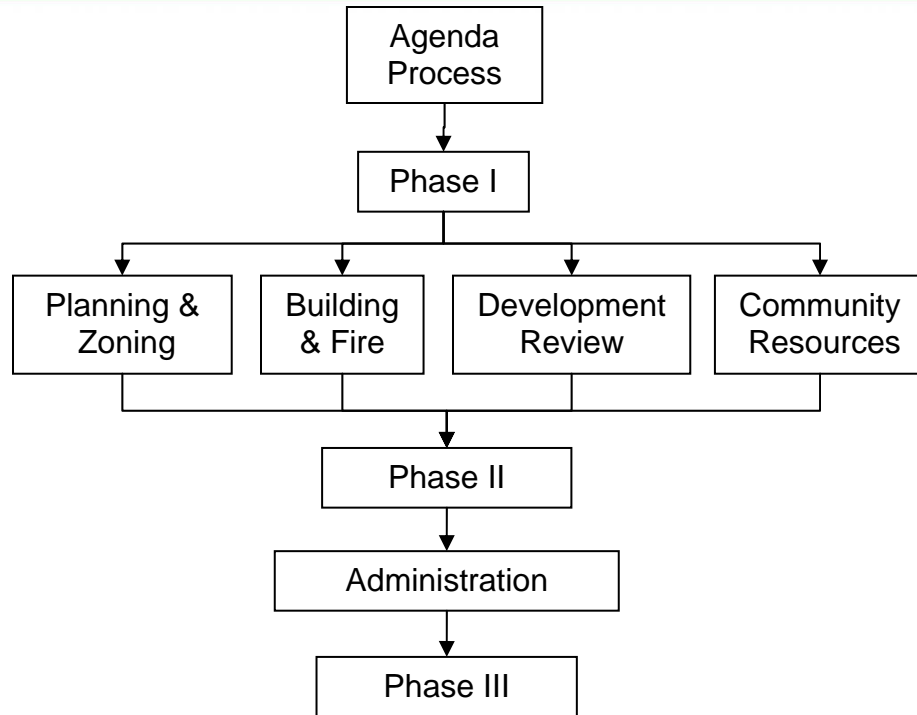 Agenda
Process
Phase I
Planning &
Zoning
Building
& Fire
Development
Review
Community
Resources
Phase II
Administration
Phase III